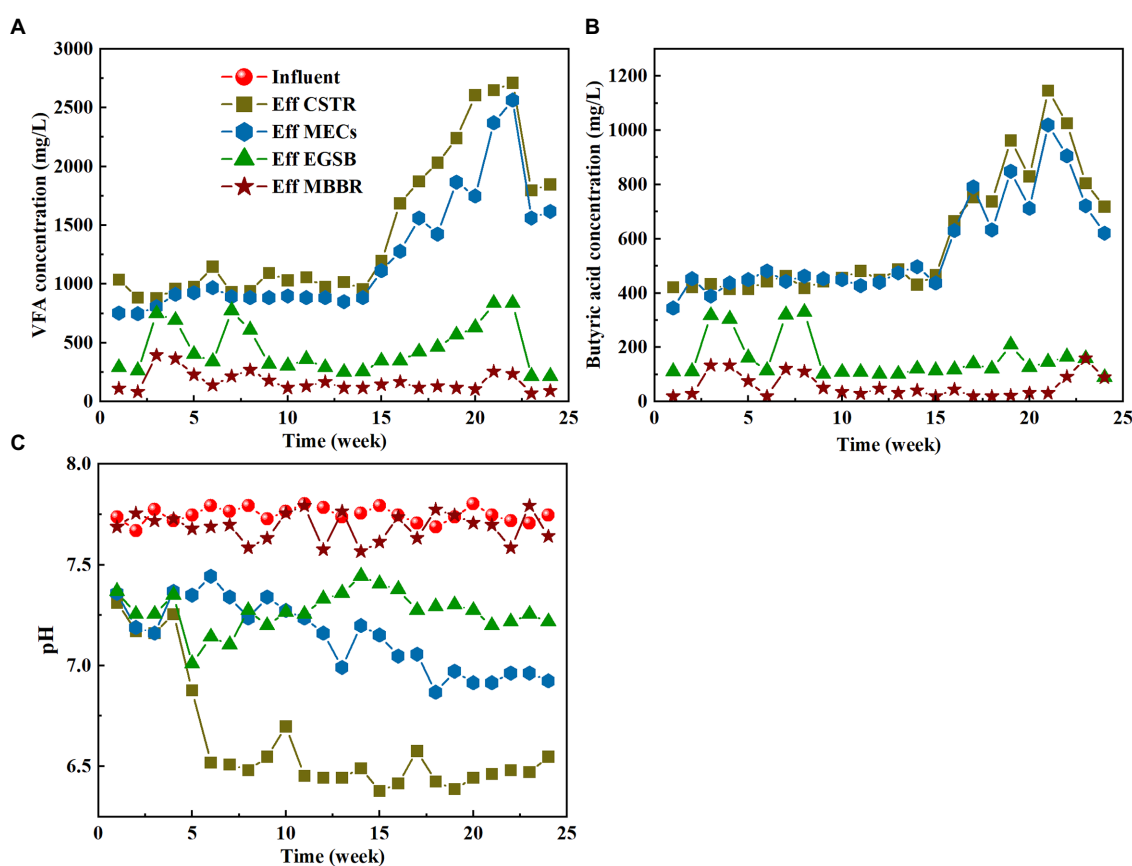 A
VFA concentration (mg/L)
3000
2500
2000
1500
1000
500
0
Influent
Eff CSTR
Eff MECs
Eff EGSB
Eff MBBR
0 5 10 15 20 25
Time (week)
B
Butyric acid concentration (mg/L)
1200
1000
800
600
400
200
0
0 5 10 15 20 25
Time (week)
C
pH
8.0
7.5
7.0
6.5
0 5 10 15 20 25
Time (week)